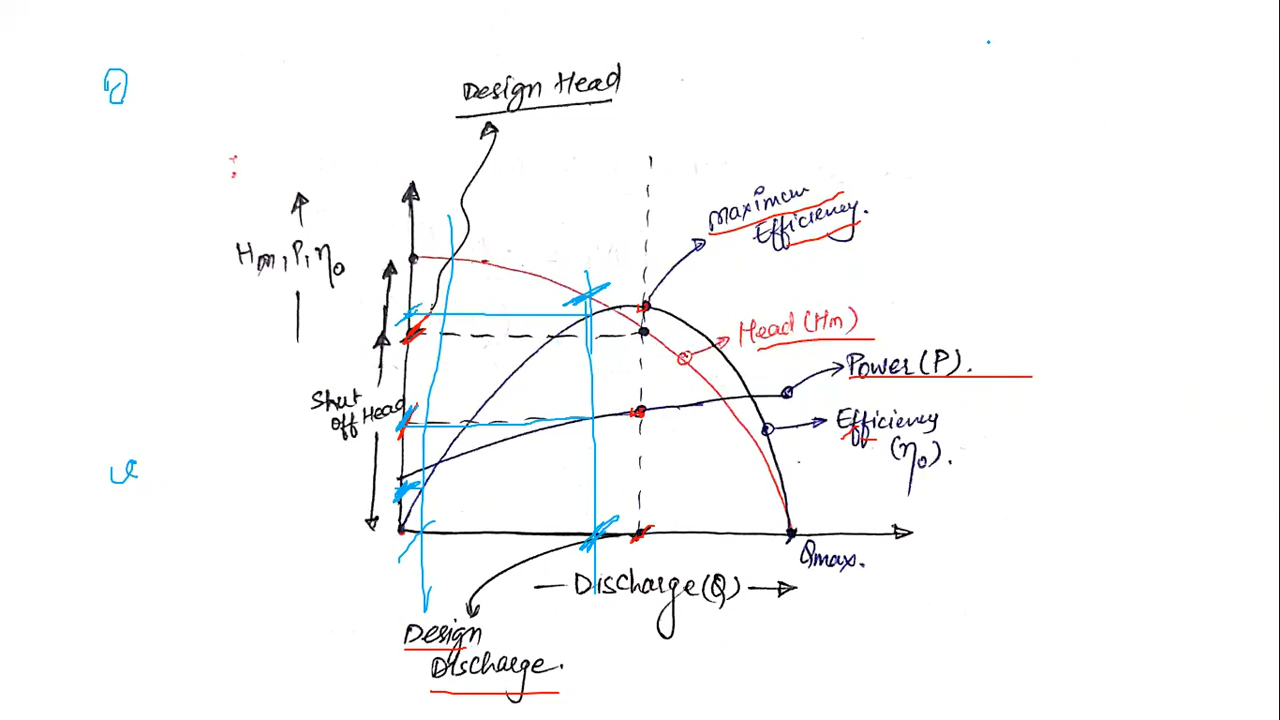 Design Head
Maximum
Efficiency.
Hm, P, η₀
Head (Hm)
Power (P).
Shut
off Head
Efficiency
(η₀).
Qmax.
Discharge (Q)
Design
Discharge.